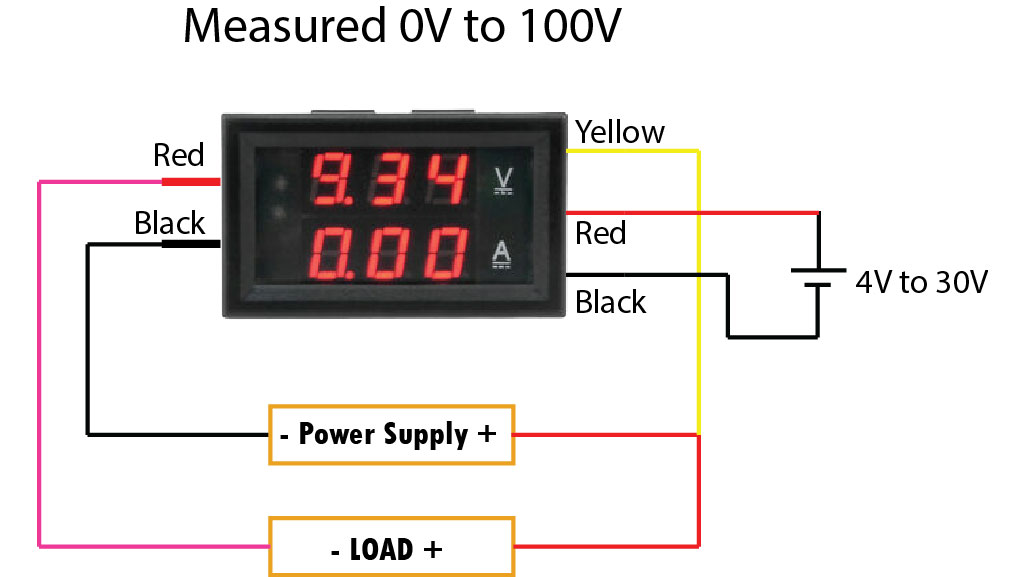 Measured 0V to 100V
Yellow
Red
9.34 V
Black
Red
0.00 A
Black
4V to 30V
- Power Supply +
- LOAD +